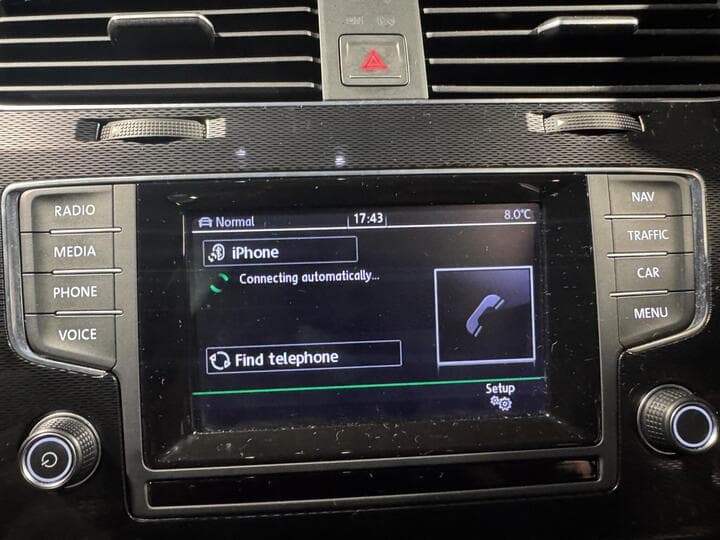 RADIO
MEDIA
PHONE
VOICE
Normal
17:43
8.0°C
iPhone
Connecting automatically...
Find telephone
Setup
NAV
TRAFFIC
CAR
MENU